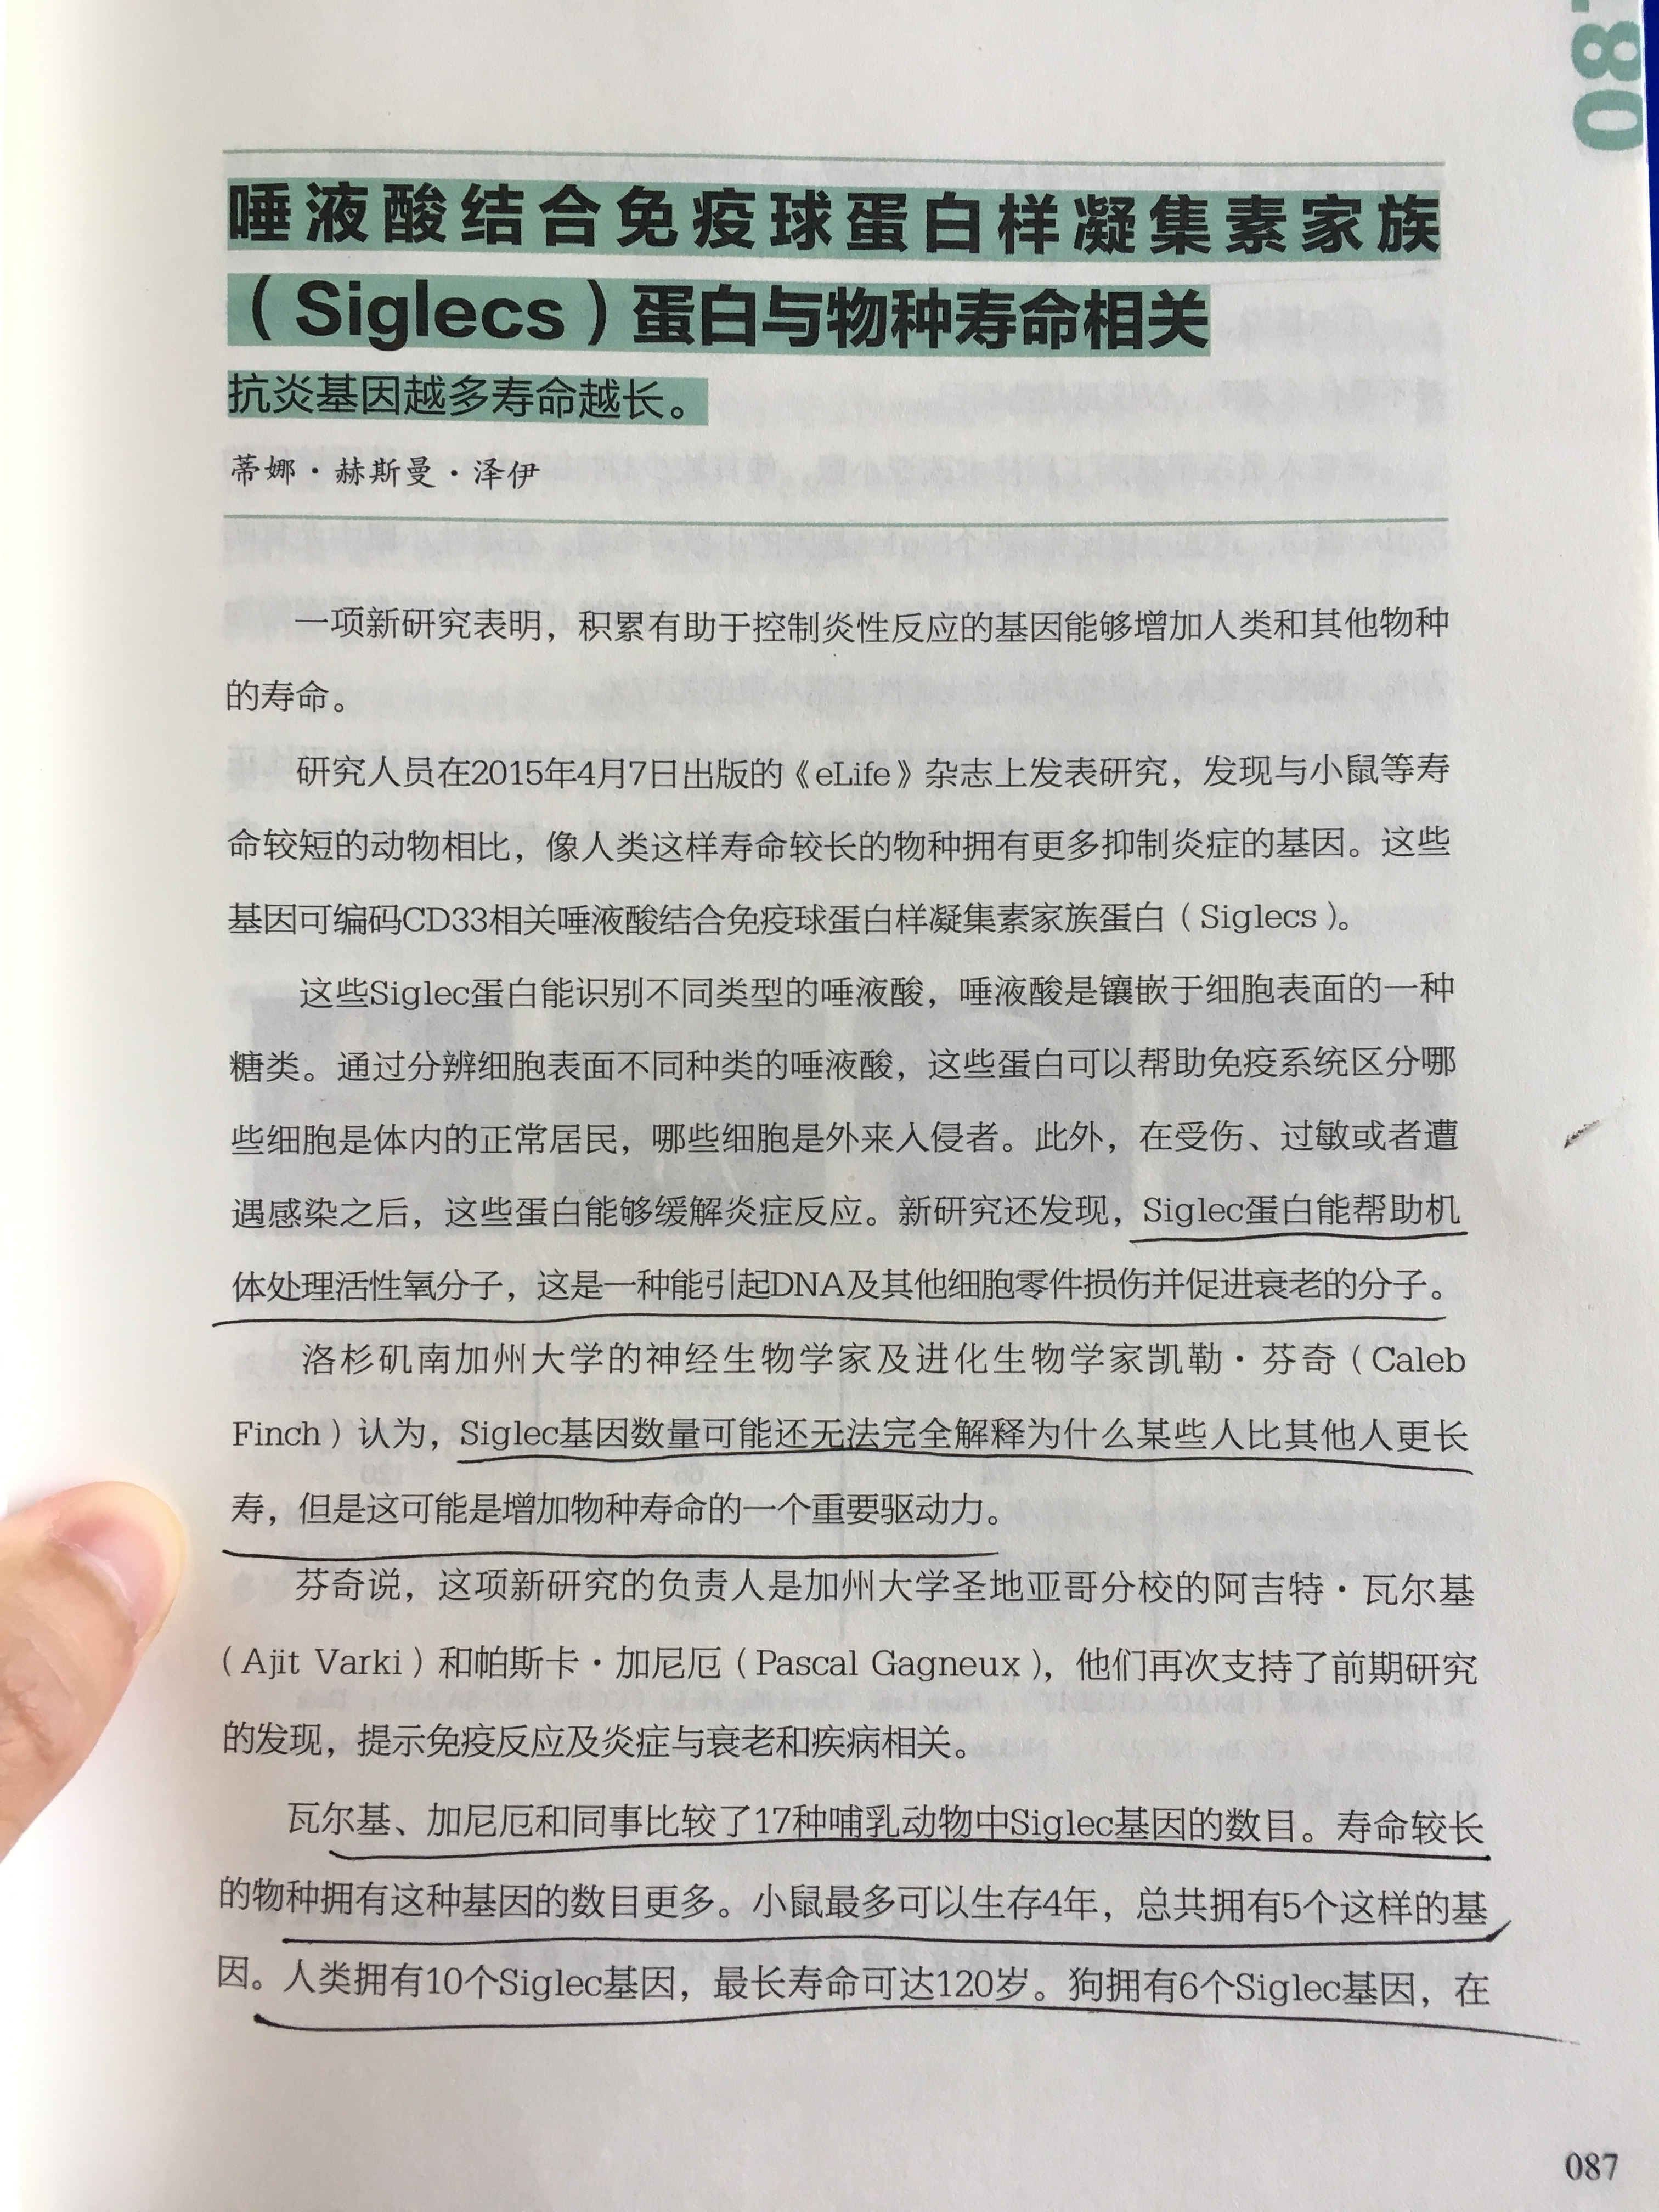 087
唾液酸结合免疫球蛋白样凝集素家族
（Siglecs）蛋白与物种寿命相关
抗炎基因越多寿命越长。
蒂娜·赫斯曼·泽伊
一项新研究表明，积累有助于控制炎性反应的基因能够增加人类和其他物种
的寿命。
研究人员在2015年4月7日出版的《eLife》杂志上发表研究，发现与小鼠等寿
命较短的动物相比，像人类这样寿命较长的物种拥有更多抑制炎症的基因。这些
基因可编码CD33相关唾液酸结合免疫球蛋白样凝集素家族蛋白（Siglecs）。
这些Siglec蛋白能识别不同类型的唾液酸，唾液酸是镶嵌于细胞表面的一种
糖类。通过分辨细胞表面不同种类的唾液酸，这些蛋白可以帮助免疫系统区分哪
些细胞是体内的正常居民，哪些细胞是外来入侵者。此外，在受伤、过敏或者遭
遇感染之后，这些蛋白能够缓解炎症反应。新研究还发现，Siglec蛋白能帮助机
体处理活性氧分子，这是一种能引起DNA及其他细胞零件损伤并促进衰老的分子。
洛杉矶南加州大学的神经生物学家及进化生物学家凯勒·芬奇（Caleb
Finch）认为，Siglec基因数量可能还无法完全解释为什么某些人比其他人更长
寿，但是这可能是增加物种寿命的一个重要驱动力。
芬奇说，这项新研究的负责人是加州大学圣地亚哥分校的阿吉特·瓦尔基
（Ajit Varki）和帕斯卡·加尼厄（Pascal Gagneux），他们再次支持了前期研究
的发现，提示免疫反应及炎症与衰老和疾病相关。
瓦尔基、加尼厄和同事比较了17种哺乳动物中Siglec基因的数目。寿命较长
的物种拥有这种基因的数目更多。小鼠最多可以生存4年，总共拥有5个这样的基
因。人类拥有10个Siglec基因，最长寿命可达120岁。狗拥有6个Siglec基因，在